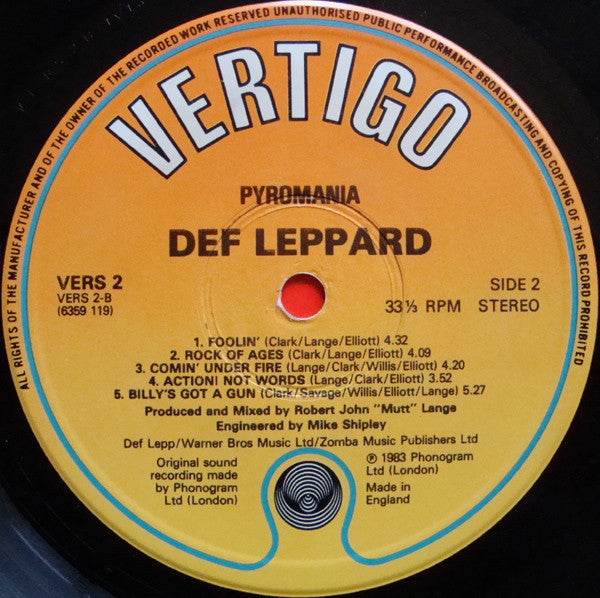 ALL RIGHTS OF THE MANUFACTURER AND OF THE OWNER OF THE RECORDED WORK RESERVED UNAUTHORISED PUBLIC PERFORMANCE BROADCASTING AND COPYING OF THIS RECORD PROHIBITED
VERTIGO
PYROMANIA
DEF LEPPARD
VERS 2
VERS 2-B
(6359 119)
SIDE 2
33⅓ RPM STEREO
1. FOOLIN' (Clark/Lange/Elliott) 4.32
2. ROCK OF AGES (Clark/Lange/Elliott) 4.09
3. COMIN' UNDER FIRE (Lange/Clark/Willis/Elliott) 4.20
4. ACTION! NOT WORDS (Lange/Clark/Elliott) 3.52
5. BILLY'S GOT A GUN (Clark/Savage/Willis/Elliott/Lange) 5.27
Produced and Mixed by Robert John "Mutt" Lange
Engineered by Mike Shipley
Def Lepp/Warner Bros Music Ltd/Zomba Music Publishers Ltd
Original sound
recording made
by Phonogram
Ltd (London)
℗ 1983 Phonogram
Ltd (London)
Made in
England